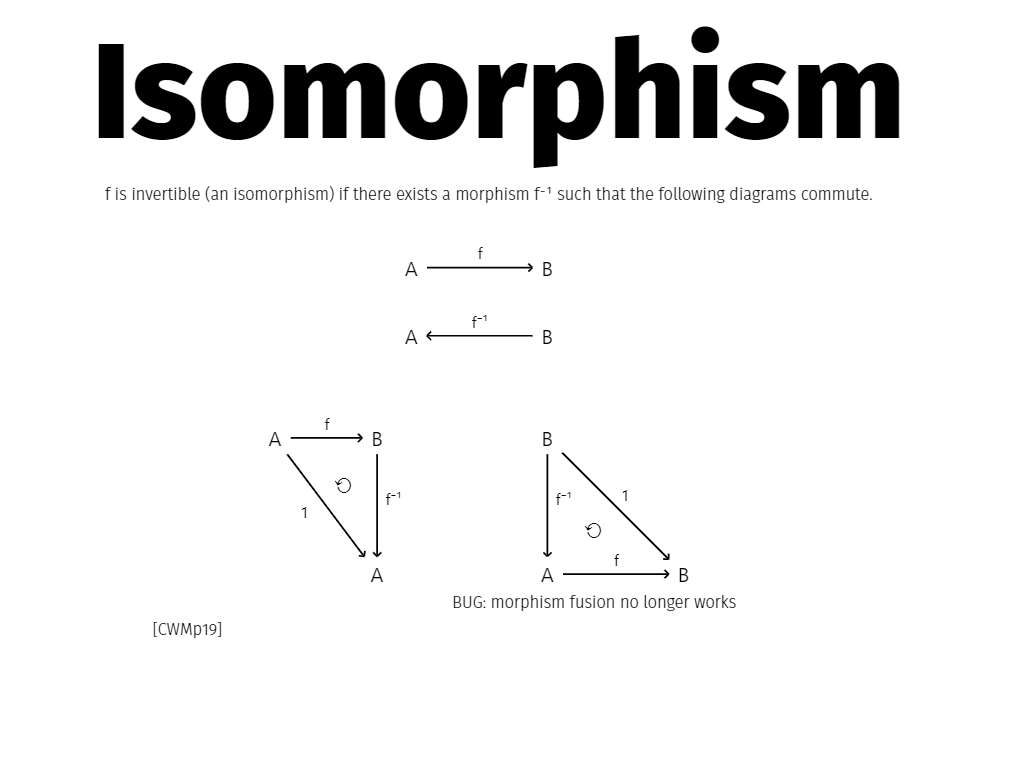 Isomorphism
f is invertible (an isomorphism) if there exists a morphism f⁻¹ such that the following diagrams commute.
f
A B
f⁻¹
A B
f
A B
f⁻¹
1
A
B
f⁻¹ 1
f
A B
BUG: morphism fusion no longer works
[CWMp19]